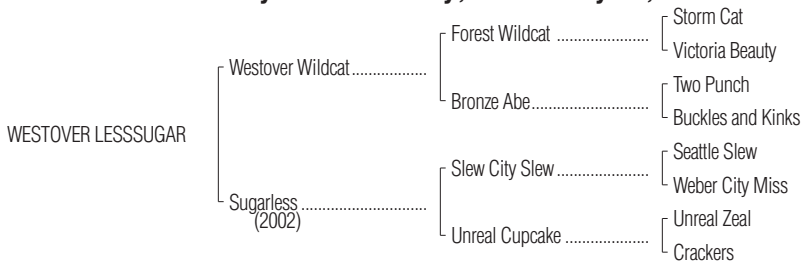 Storm Cat
Forest Wildcat ..................
Victoria Beauty
Westover Wildcat..................
Two Punch
Bronze Abe.......................
Buckles and Kinks
WESTOVER LESSSUGAR
Seattle Slew
Slew City Slew ..................
Weber City Miss
Sugarless .............................
(2002)
Unreal Zeal
Unreal Cupcake .................
Crackers